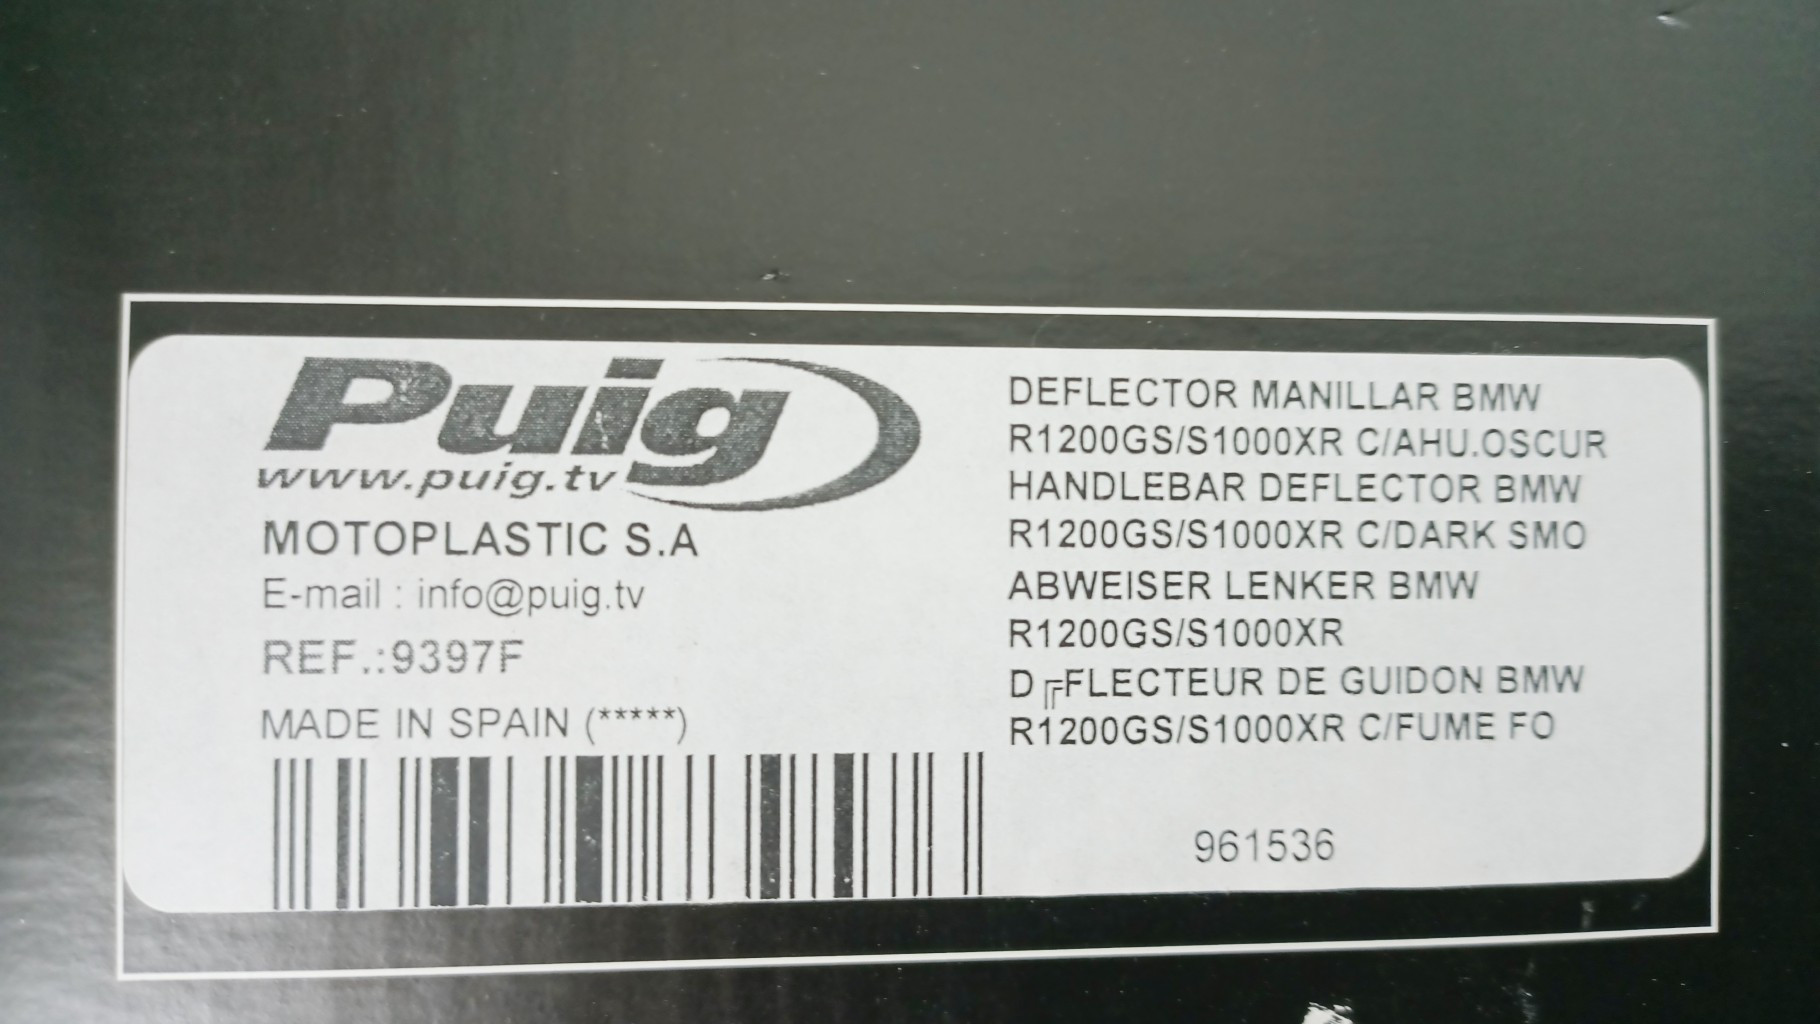 Puig
www.puig.tv
MOTOPLASTIC S.A
E-mail : info@puig.tv
REF.:9397F
MADE IN SPAIN (*****)
DEFLECTOR MANILLAR BMW
R1200GS/S1000XR C/AHU.OSCUR
HANDLEBAR DEFLECTOR BMW
R1200GS/S1000XR C/DARK SMO
ABWEISER LENKER BMW
R1200GS/S1000XR
D╔FLECTEUR DE GUIDON BMW
R1200GS/S1000XR C/FUME FO
961536